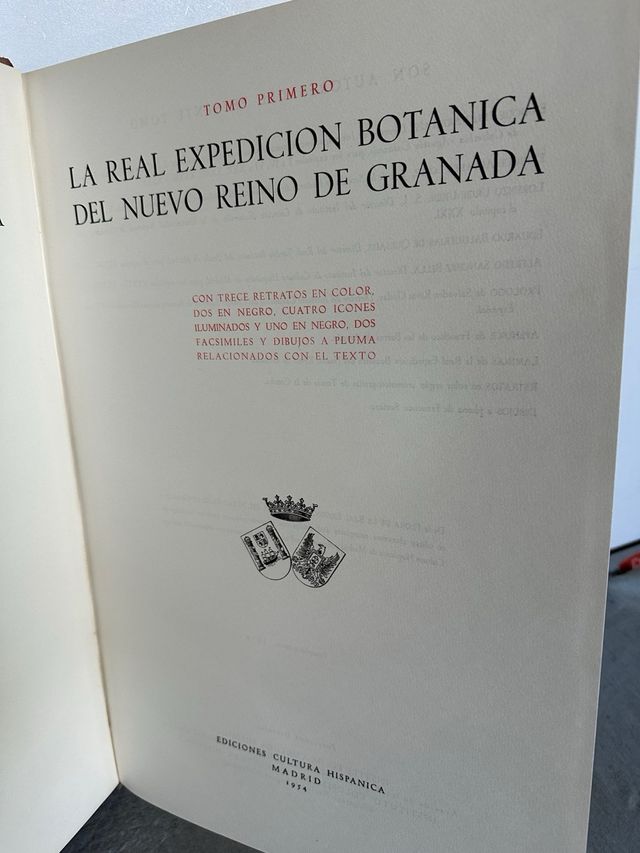 TOMO PRIMERO
LA REAL EXPEDICION BOTANICA
DEL NUEVO REINO DE GRANADA
CON TRECE RETRATOS EN COLOR,
DOS EN NEGRO, CUATRO ICONES
ILUMINADOS Y UNO EN NEGRO, DOS
FACSIMILES Y DIBUJOS A PLUMA
RELACIONADOS CON EL TEXTO
EDICIONES CULTURA HISPANICA
MADRID
1954